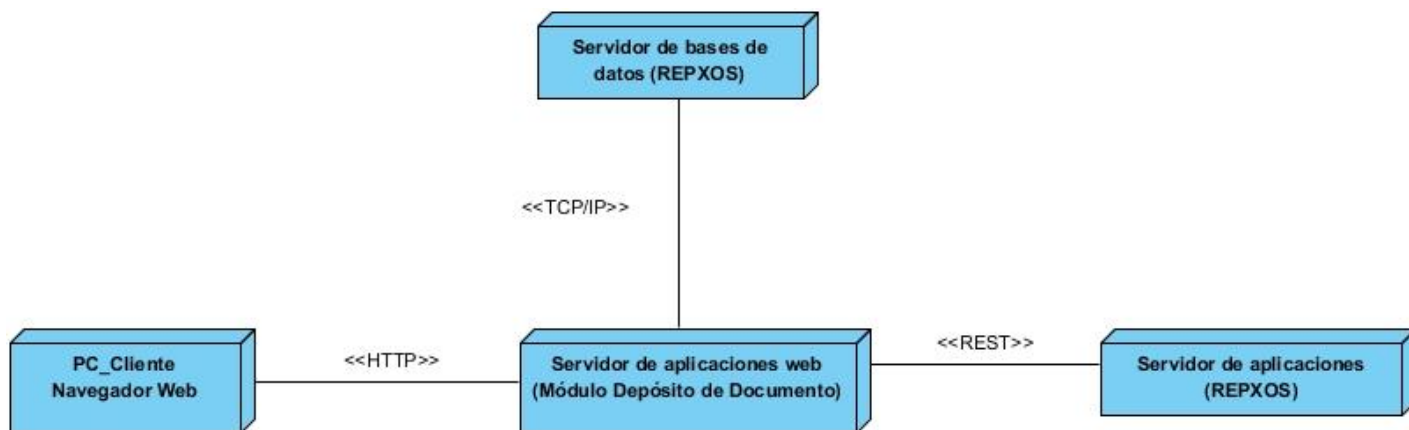 Servidor de bases de
datos (REPXOS)
<<TCP/IP>>
PC_Cliente
Navegador Web
<<HTTP>>
Servidor de aplicaciones web
(Módulo Depósito de Documento)
<<REST>>
Servidor de aplicaciones
(REPXOS)